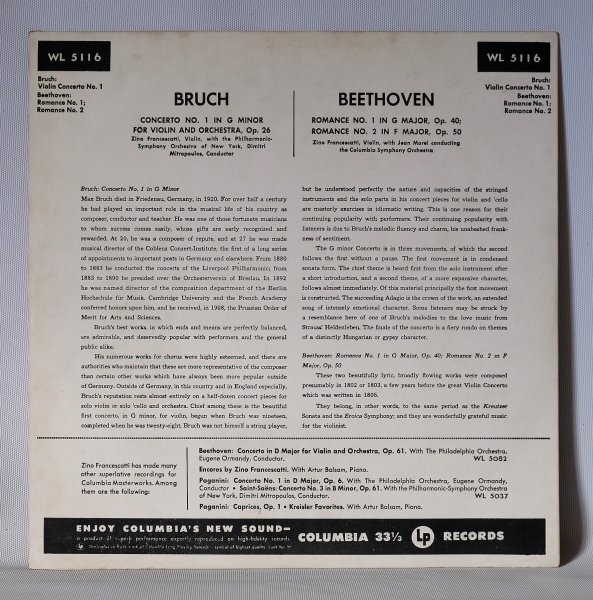 WL 5116
WL 5116
Bruch:
Violin Concerto No. 1
Beethoven:
Romance No. 1;
Romance No. 2
Bruch:
Violin Concerto No. 1
Beethoven:
Romance No. 1;
Romance No. 2
BRUCH
CONCERTO NO. 1 IN G MINOR
FOR VIOLIN AND ORCHESTRA, Op. 26
Zino Francescatti, Violin, with the Philharmonic-
Symphony Orchestra of New York, Dimitri
Mitropoulos, Conductor
BEETHOVEN
ROMANCE NO. 1 IN G MAJOR, Op. 40;
ROMANCE NO. 2 IN F MAJOR, Op. 50
Zino Francescatti, Violin, with Jean Morel conducting
the Columbia Symphony Orchestra
Bruch: Concerto No. 1 in G Minor
Max Bruch died in Friedenau, Germany, in 1920. For over half a century
he had played an important role in the musical life of his country as
composer, conductor and teacher. He was one of those fortunate musicians
to whom success comes easily, whose gifts are early recognized and
rewarded. At 20, he was a composer of repute, and at 27 he was made
musical director of the Coblenz Concert-Institute, the first of a long series
of appointments to important posts in Germany and elsewhere. From 1880
to 1883 he conducted the concerts of the Liverpool Philharmonic; from
1883 to 1890 he presided over the Orchesterverein of Breslau. In 1892
he was named director of the composition department of the Berlin
Hochschule für Musik. Cambridge University and the French Academy
conferred honors upon him, and he received, in 1908, the Prussian Order of
Merit for Arts and Sciences.
Bruch's best works, in which ends and means are perfectly balanced,
are admirable, and deservedly popular with performers and the general
public alike.
His numerous works for chorus were highly esteemed, and there are
authorities who maintain that these are more representative of the composer
than certain other works which have always been more popular outside
of Germany. Outside of Germany, in this country and in England especially,
Bruch's reputation rests almost entirely on a half-dozen concert pieces for
solo violin or solo 'cello and orchestra. Chief among these is the beautiful
first concerto, in G minor, for violin, begun when Bruch was nineteen,
completed when he was twenty-eight. Bruch was not himself a string player,
but he understood perfectly the nature and capacities of the stringed
instruments and the solo parts in his concert pieces for violin and 'cello
are masterly exercises in idiomatic writing. This is one reason for their
continuing popularity with performers. Their continuing popularity with
listeners is due to Bruch's melodic fluency and charm, his unabashed frank-
ness of sentiment.
The G minor Concerto is in three movements, of which the second
follows the first without a pause. The first movement is in condensed
sonata form. The chief theme is heard first from the solo instrument after
a short introduction, and a second theme, of a more expansive character,
follows almost immediately. Of this material principally the first movement
is constructed. The succeeding Adagio is the crown of the work, an extended
song of intensely emotional character. Some listeners may be struck by
a resemblance here of one of Bruch's melodies to the love music from
Strauss' Heldenleben. The finale of the concerto is a fiery rondo on themes
of a distinctly Hungarian or gypsy character.
Beethoven: Romance No. 1 in G Major, Op. 40; Romance No. 2 in F
Major, Op. 50
These two beautifully lyric, broadly flowing works were composed
presumably in 1802 or 1803, a few years before the great Violin Concerto
which was written in 1806.
They belong, in other words, to the same period as the Kreutzer
Sonata and the Eroica Symphony; and they are wonderfully grateful music
for the violinist.
Zino Francescatti has made many
other superlative recordings for
Columbia Masterworks. Among
them are the following:
Beethoven: Concerto in D Major for Violin and Orchestra, Op. 61. With The Philadelphia Orchestra,
Eugene Ormandy, Conductor. WL 5082
Encores by Zino Francescatti. With Artur Balsam, Piano.
Paganini: Concerto No. 1 in D Major, Op. 6. With The Philadelphia Orchestra, Eugene Ormandy,
Conductor. • Saint-Saëns: Concerto No. 3 in B Minor, Op. 61. With the Philharmonic-Symphony Orchestra
of New York, Dimitri Mitropoulos, Conductor. WL 5037
Paganini: Caprices, Op. 1 • Kreisler Favorites. With Artur Balsam, Piano.
ENJOY COLUMBIA'S NEW SOUND—
a product of superb performance expertly reproduced on high-fidelity records.
COLUMBIA 33⅓ LP RECORDS